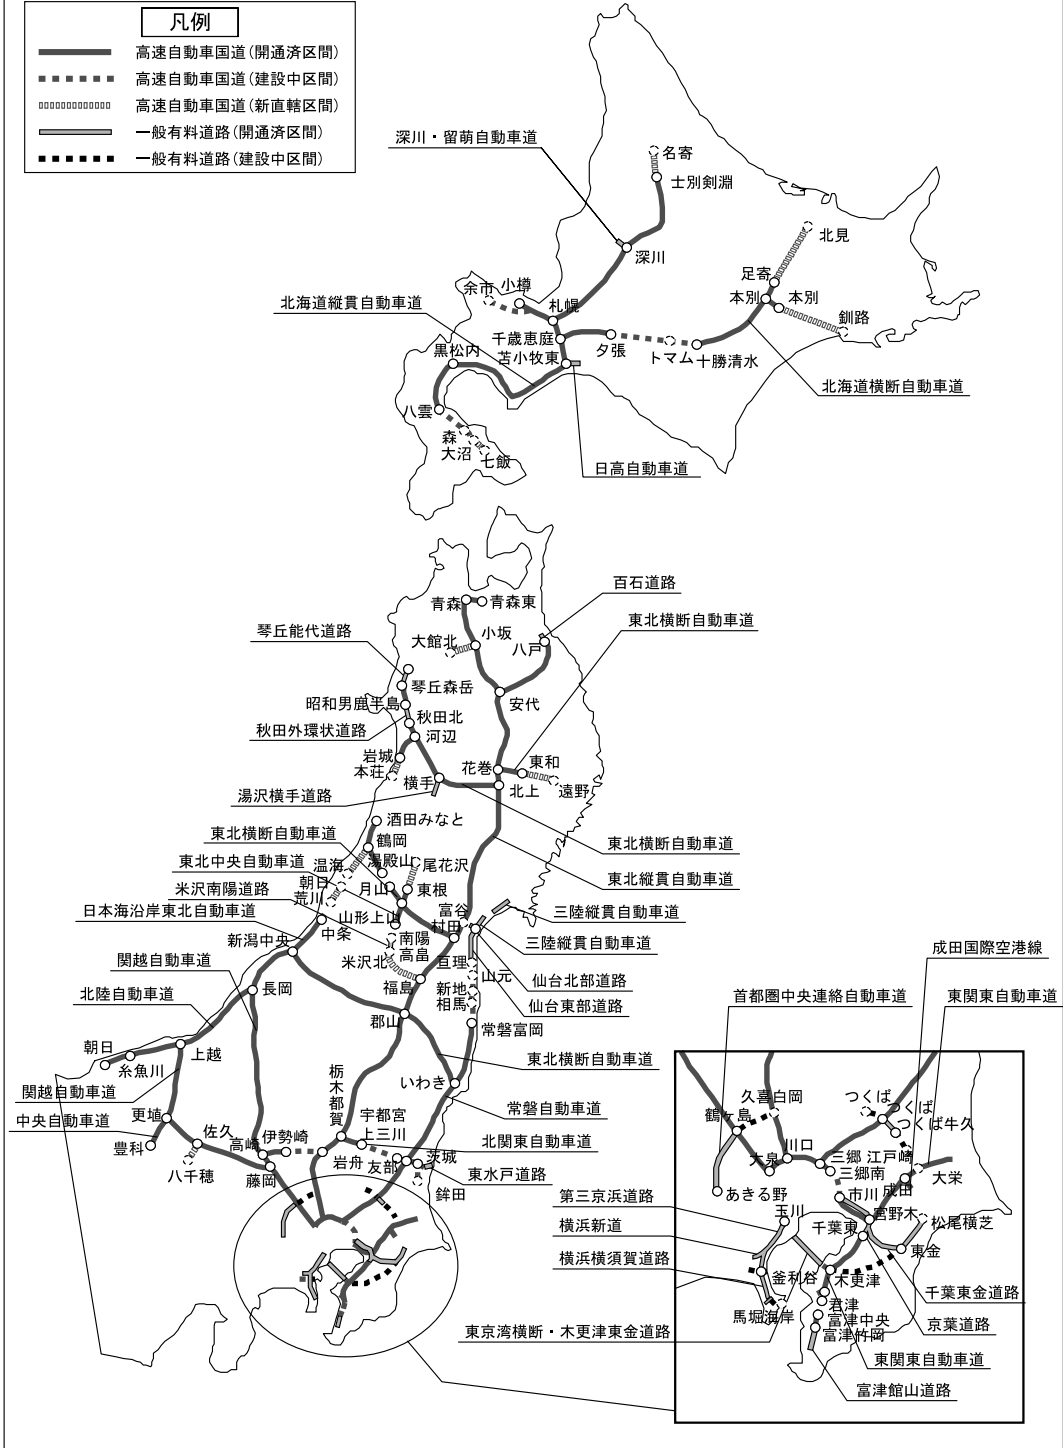 凡例
高速自動車国道(開通済区間)
高速自動車国道(建設中区間)
高速自動車国道(新直轄区間)
一般有料道路(開通済区間)
一般有料道路(建設中区間)
深川・留萌自動車道
名寄
士別剣淵
北見
深川
足寄
余市
小樽
本別
本別
北海道縦貫自動車道
札幌
釧路
千歳恵庭
夕張
トマム
十勝清水
黒松内
苫小牧東
北海道横断自動車道
八雲
森
大沼
七飯
日高自動車道
百石道路
青森
青森東
東北横断自動車道
琴丘能代道路
大館北
小坂
八戸
琴丘森岳
昭和男鹿半島
安代
秋田北
秋田外環状道路
河辺
岩城
本荘
花巻
東和
横手
北上
遠野
湯沢横手道路
酒田みなと
東北横断自動車道
鶴岡
東北横断自動車道
湯殿山
東北中央自動車道
温海
尾花沢
東北縦貫自動車道
米沢南陽道路
朝日
荒川
月山
東根
日本海沿岸東北自動車道
山形上山
富谷
三陸縦貫自動車道
村田
中条
新潟中央
南陽
高畠
三陸縦貫自動車道
成田国際空港線
関越自動車道
米沢北
亘理
山元
仙台北部道路
北陸自動車道
長岡
福島
新地
相馬
仙台東部道路
首都圏中央連絡自動車道
東関東自動車道
郡山
常磐富岡
朝日
上越
糸魚川
東北横断自動車道
関越自動車道
栃木都賀
いわき
中央自動車道
更埴
宇都宮
上三川
常磐自動車道
佐久
高崎
伊勢崎
北関東自動車道
豊科
八千穂
藤岡
岩舟
友部
茨城
東水戸道路
鉾田
久喜白岡
つくば
つくば
鶴ヶ島
つくば牛久
川口
大泉
三郷
江戸崎
三郷南
大栄
あきる野
市川
成田
第三京浜道路
玉川
宮野木
千葉東
松尾横芝
横浜新道
東金
横浜横須賀道路
釜利谷
木更津
千葉東金道路
馬堀海岸
君津
富津中央
京葉道路
東京湾横断・木更津東金道路
富津竹岡
東関東自動車道
富津館山道路